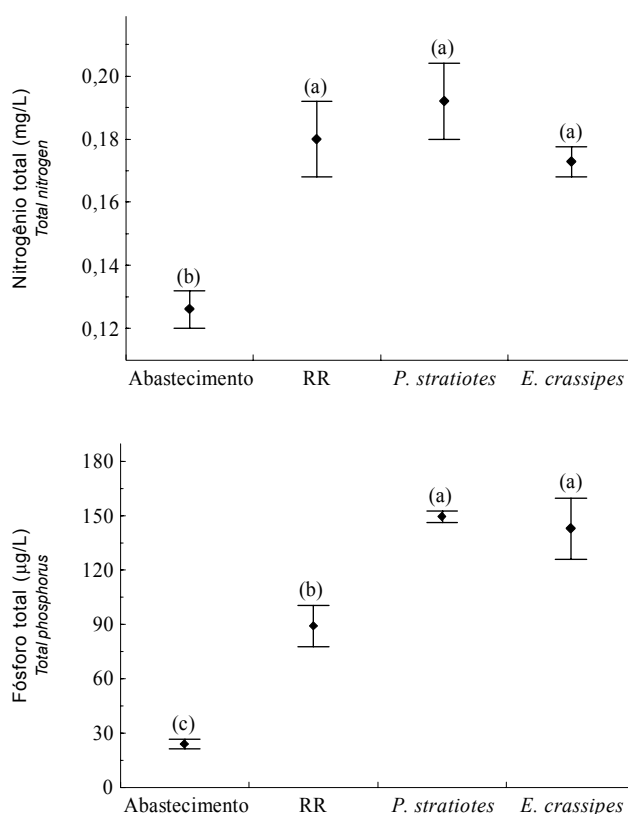 Nitrogênio total (mg/L)
Total nitrogen
0,20
0,18
0,16
0,14
0,12
(b)
(a)
(a)
(a)
Abastecimento
RR
P. stratiotes
E. crassipes
Fósforo total (µg/L)
Total phosphorus
180
150
120
90
60
30
0
(c)
(b)
(a)
(a)
Abastecimento
RR
P. stratiotes
E. crassipes